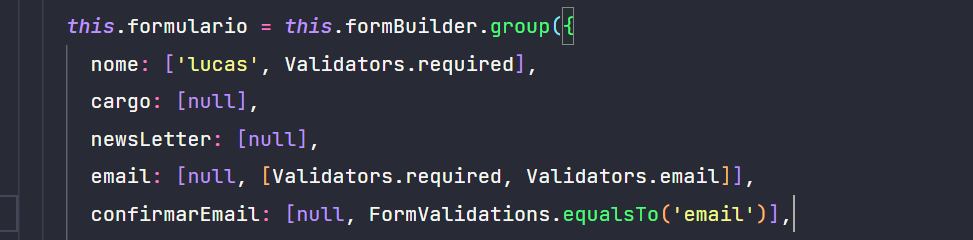 this.formulario = this.formBuilder.group({
nome: ['lucas', Validators.required],
cargo: [null],
newsLetter: [null],
email: [null, [Validators.required, Validators.email]],
confirmarEmail: [null, FormValidations.equalsTo('email')],